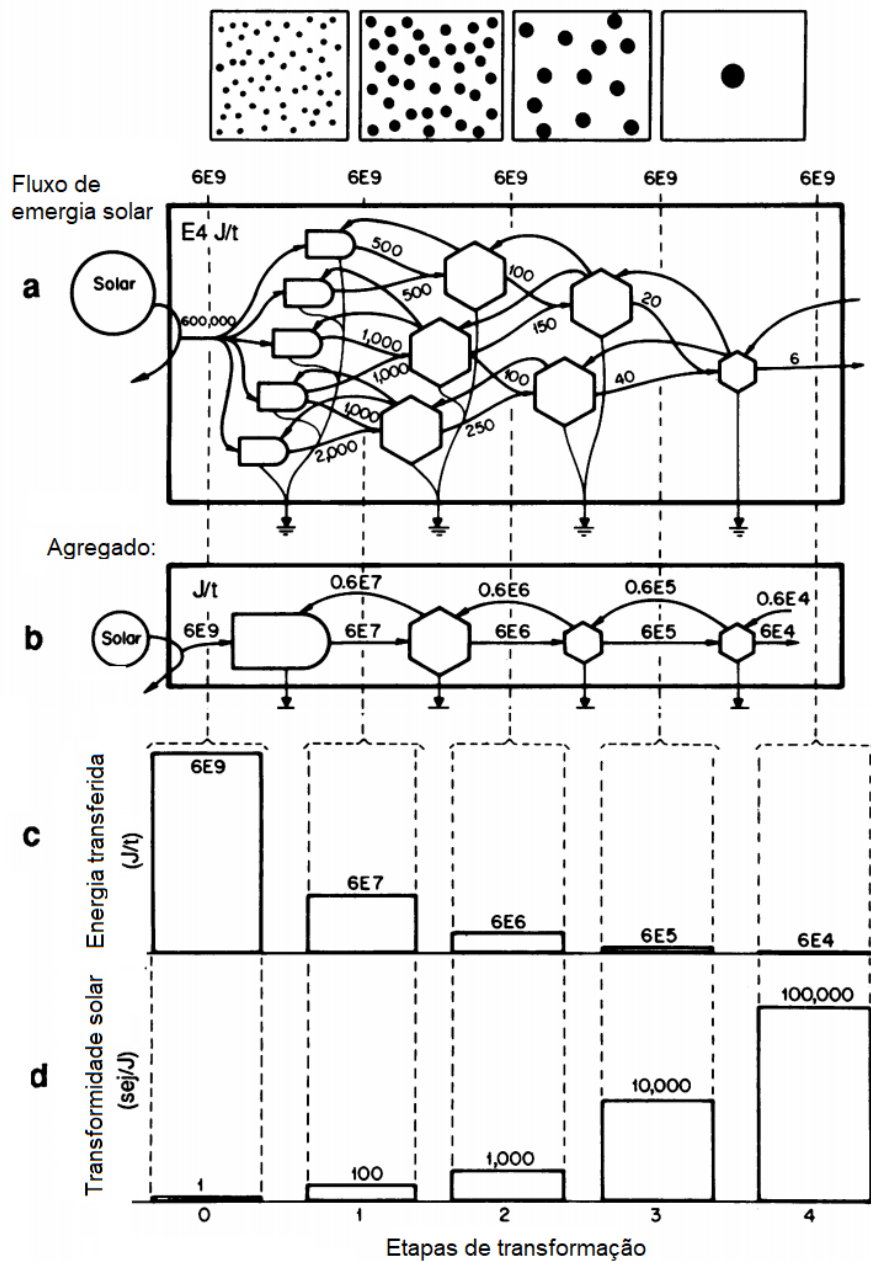 Fluxo de
emergia solar
6E9 6E9 6E9 6E9 6E9
a
E4 J/t
Solar
600,000
500
500
1,000
1,000
1,000
2,000
100
150
100
250
20
40
6
Agregado:
b
J/t
Solar
0.6E7 0.6E6 0.6E5 0.6E4
6E9 6E7 6E6 6E5 6E4
c
Energia transferida
(J/t)
6E9
6E7
6E6
6E5
6E4
d
Transformidade solar
(sej/J)
1
100
1,000
10,000
100,000
0 1 2 3 4
Etapas de transformação